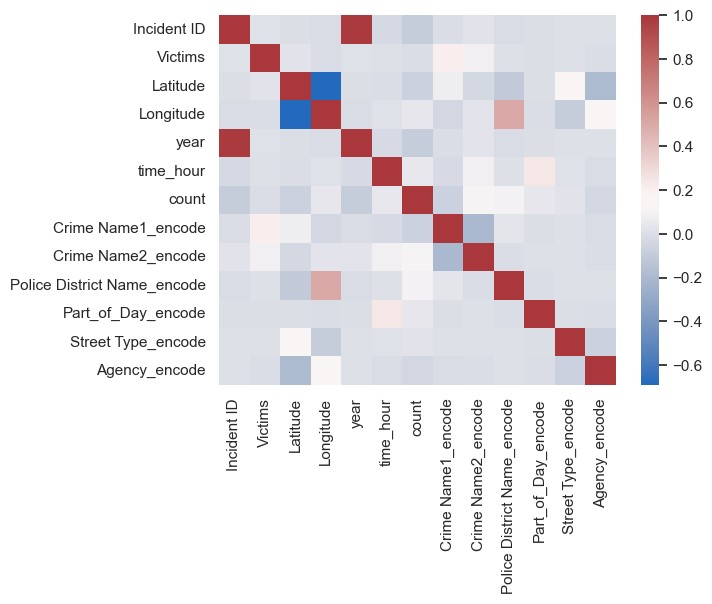 Incident ID
Victims
Latitude
Longitude
year
time_hour
count
Crime Name1_encode
Crime Name2_encode
Police District Name_encode
Part_of_Day_encode
Street Type_encode
Agency_encode
Incident ID
Victims
Latitude
Longitude
year
time_hour
count
Crime Name1_encode
Crime Name2_encode
Police District Name_encode
Part_of_Day_encode
Street Type_encode
Agency_encode
1.0
0.8
0.6
0.4
0.2
0.0
−0.2
−0.4
−0.6